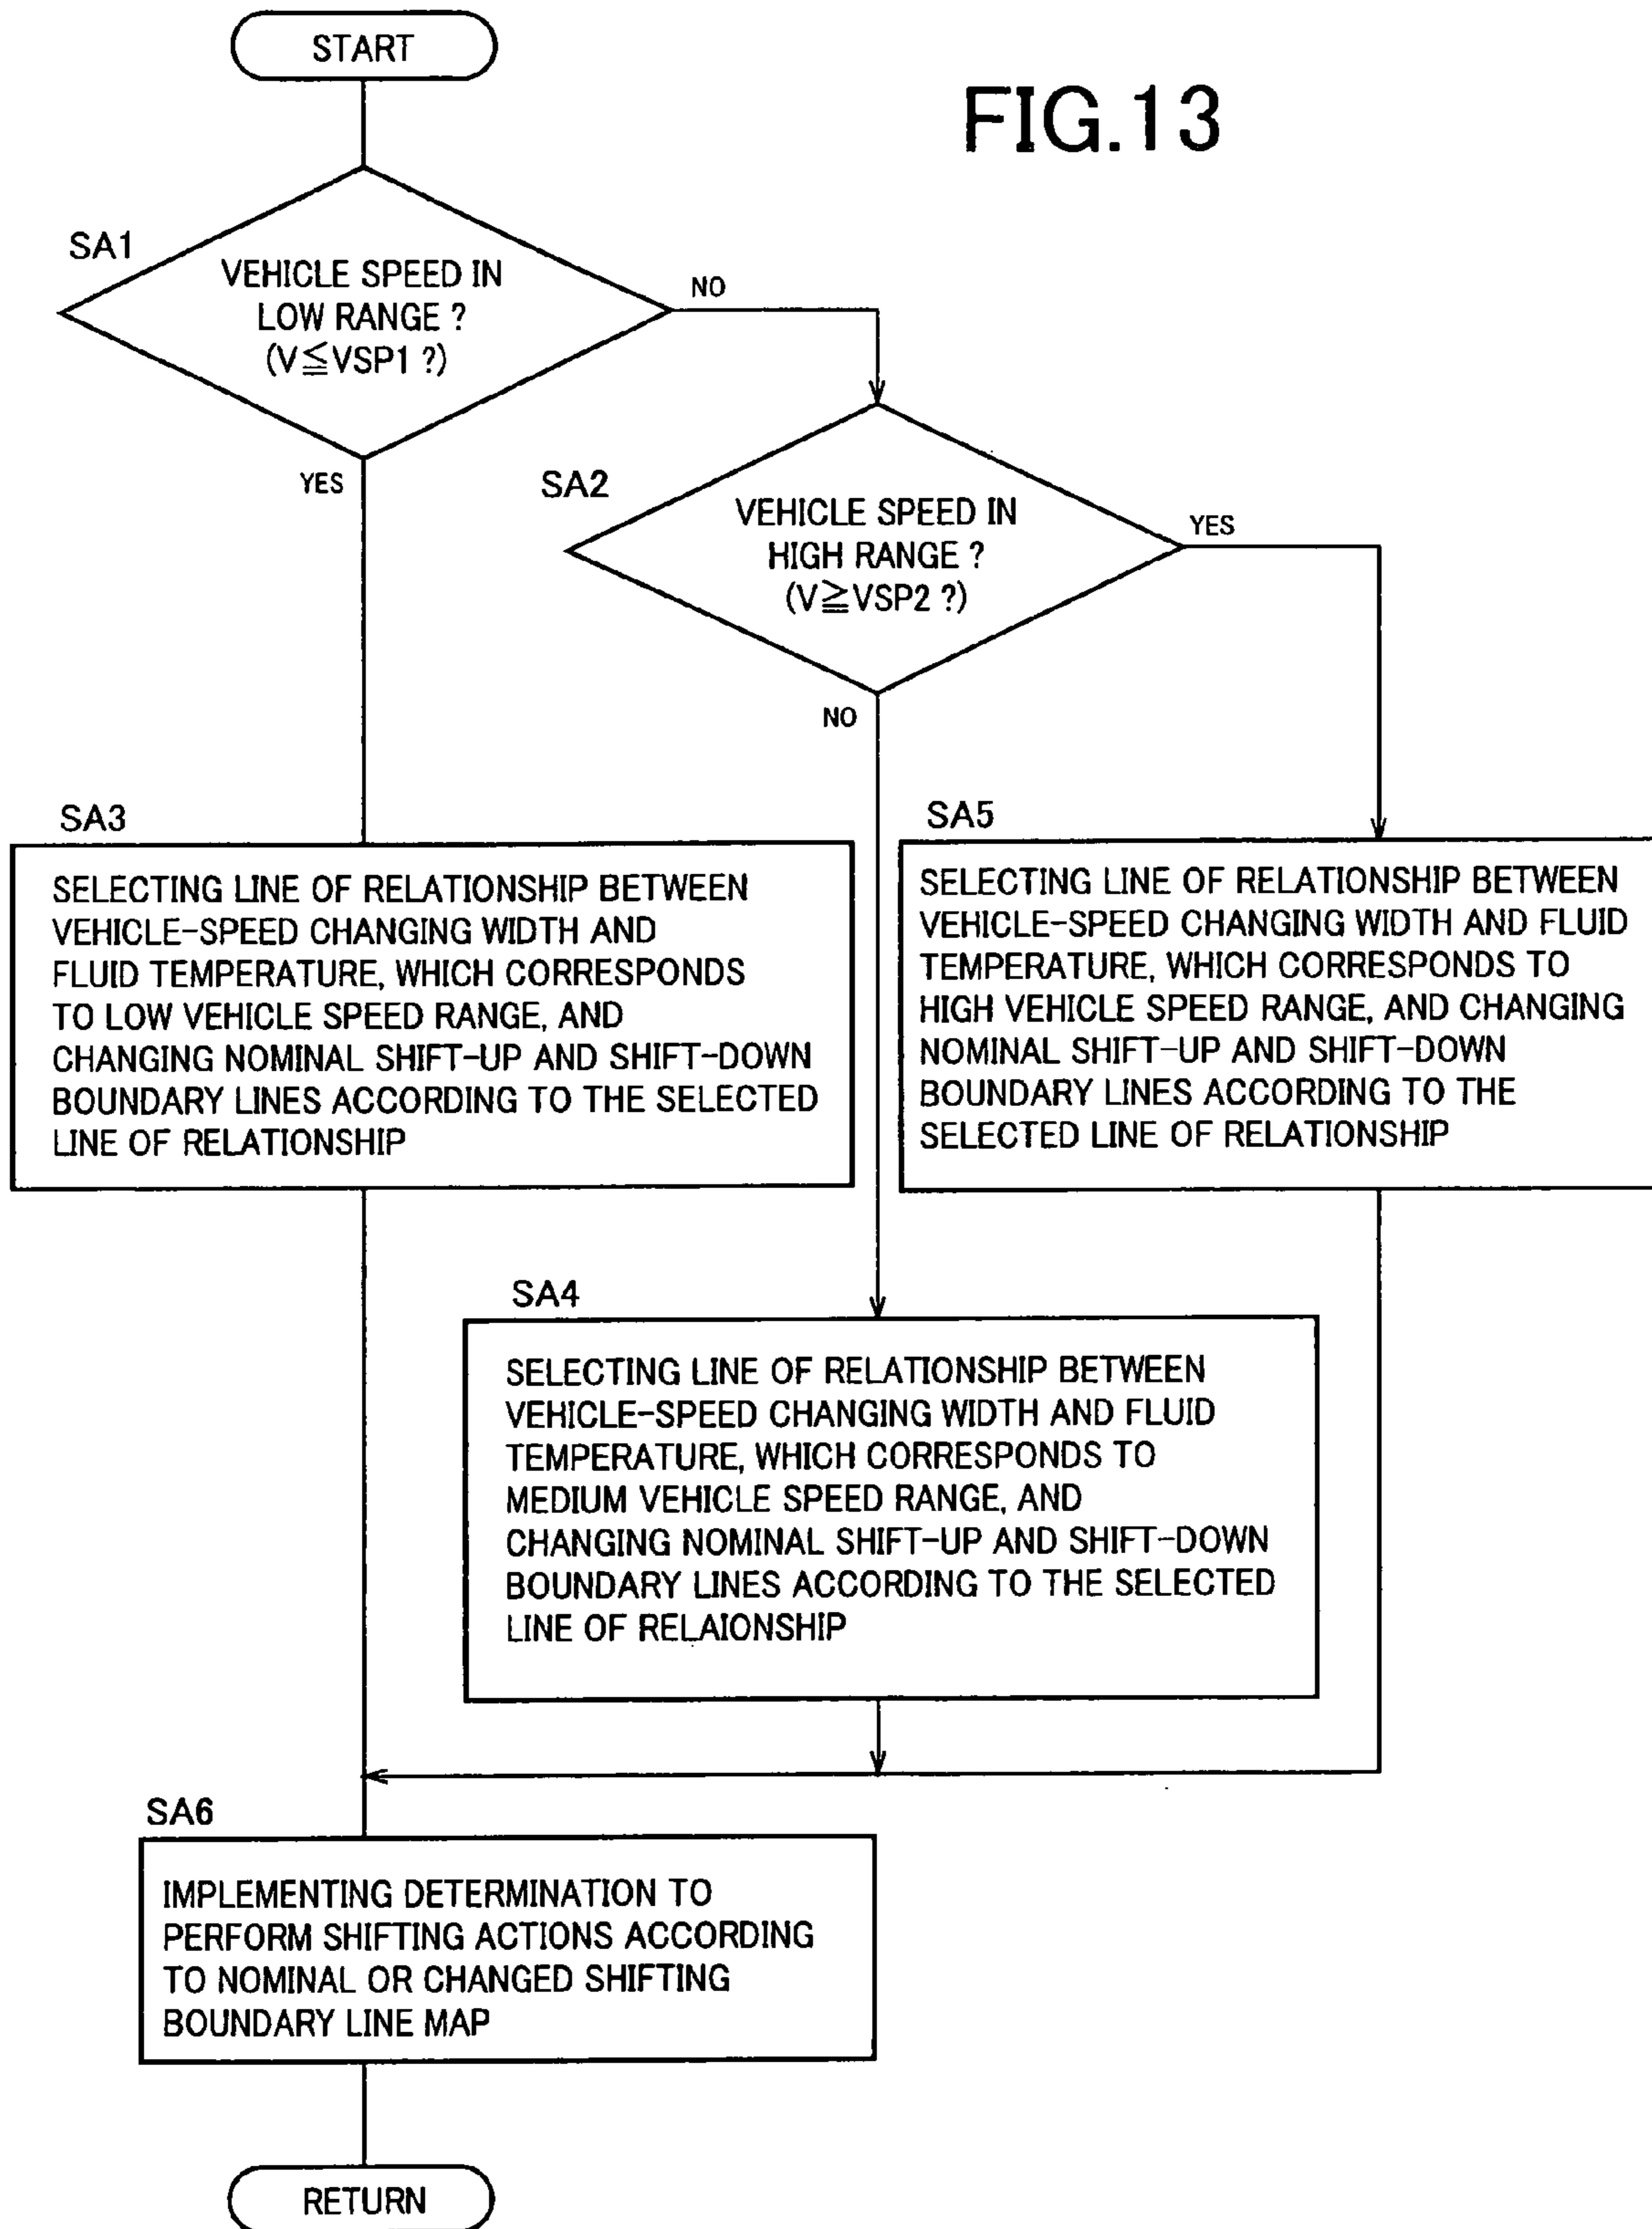 START
FIG.13
SA1
VEHICLE SPEED IN
LOW RANGE ?
(V≦VSP1 ?)
NO
YES
SA2
VEHICLE SPEED IN
HIGH RANGE ?
(V≧VSP2 ?)
YES
NO
SA3
SELECTING LINE OF RELATIONSHIP BETWEEN
VEHICLE-SPEED CHANGING WIDTH AND
FLUID TEMPERATURE, WHICH CORRESPONDS
TO LOW VEHICLE SPEED RANGE, AND
CHANGING NOMINAL SHIFT-UP AND SHIFT-DOWN
BOUNDARY LINES ACCORDING TO THE SELECTED
LINE OF RELATIONSHIP
SA5
SELECTING LINE OF RELATIONSHIP BETWEEN
VEHICLE-SPEED CHANGING WIDTH AND FLUID
TEMPERATURE, WHICH CORRESPONDS TO
HIGH VEHICLE SPEED RANGE, AND CHANGING
NOMINAL SHIFT-UP AND SHIFT-DOWN
BOUNDARY LINES ACCORDING TO THE
SELECTED LINE OF RELATIONSHIP
SA4
SELECTING LINE OF RELATIONSHIP BETWEEN
VEHICLE-SPEED CHANGING WIDTH AND FLUID
TEMPERATURE, WHICH CORRESPONDS TO
MEDIUM VEHICLE SPEED RANGE, AND
CHANGING NOMINAL SHIFT-UP AND SHIFT-DOWN
BOUNDARY LINES ACCORDING TO THE SELECTED
LINE OF RELAIONSHIP
SA6
IMPLEMENTING DETERMINATION TO
PERFORM SHIFTING ACTIONS ACCORDING
TO NOMINAL OR CHANGED SHIFTING
BOUNDARY LINE MAP
RETURN